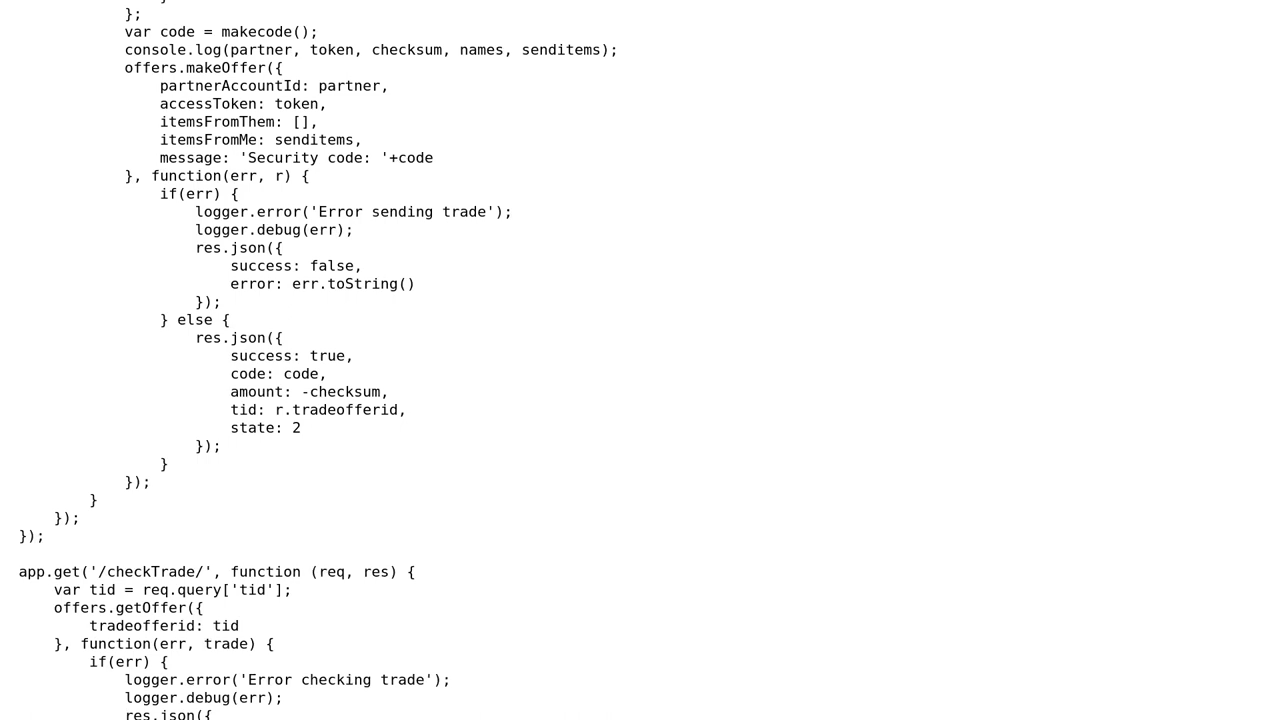 };
var code = makecode();
console.log(partner, token, checksum, names, senditems);
offers.makeOffer({
partnerAccountId: partner,
accessToken: token,
itemsFromThem: [],
itemsFromMe: senditems,
message: 'Security code: '+code
}, function(err, r) {
if(err) {
logger.error('Error sending trade');
logger.debug(err);
res.json({
success: false,
error: err.toString()
});
} else {
res.json({
success: true,
code: code,
amount: -checksum,
tid: r.tradeofferid,
state: 2
});
}
});
}
});
});
app.get('/checkTrade/', function (req, res) {
var tid = req.query['tid'];
offers.getOffer({
tradeofferid: tid
}, function(err, trade) {
if(err) {
logger.error('Error checking trade');
logger.debug(err);
res.json({